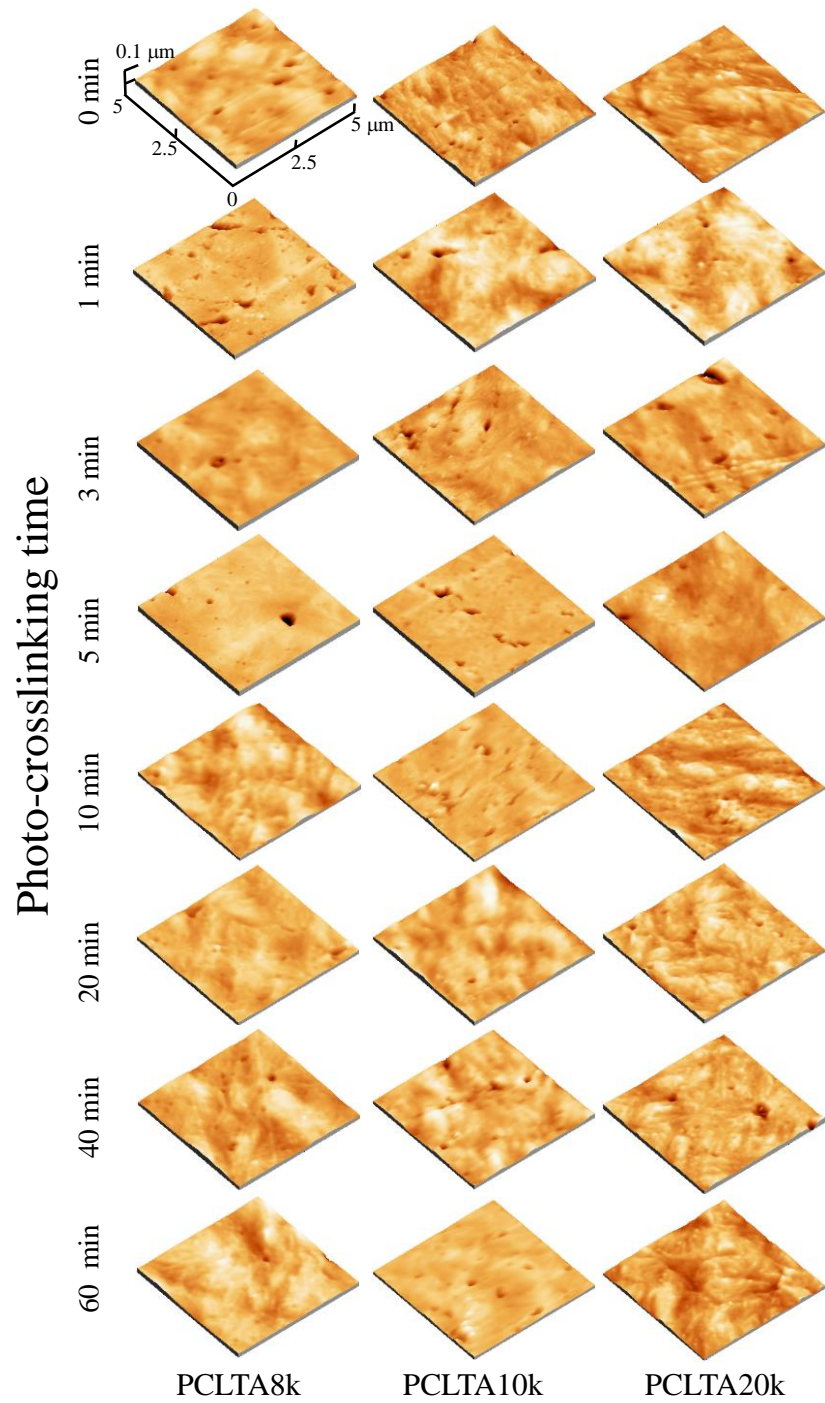 0.1 μm
5
2.5
0
2.5
5 μm
0 min
1 min
3 min
5 min
10 min
20 min
40 min
60 min
Photo-crosslinking time
PCLTA8k PCLTA10k PCLTA20k